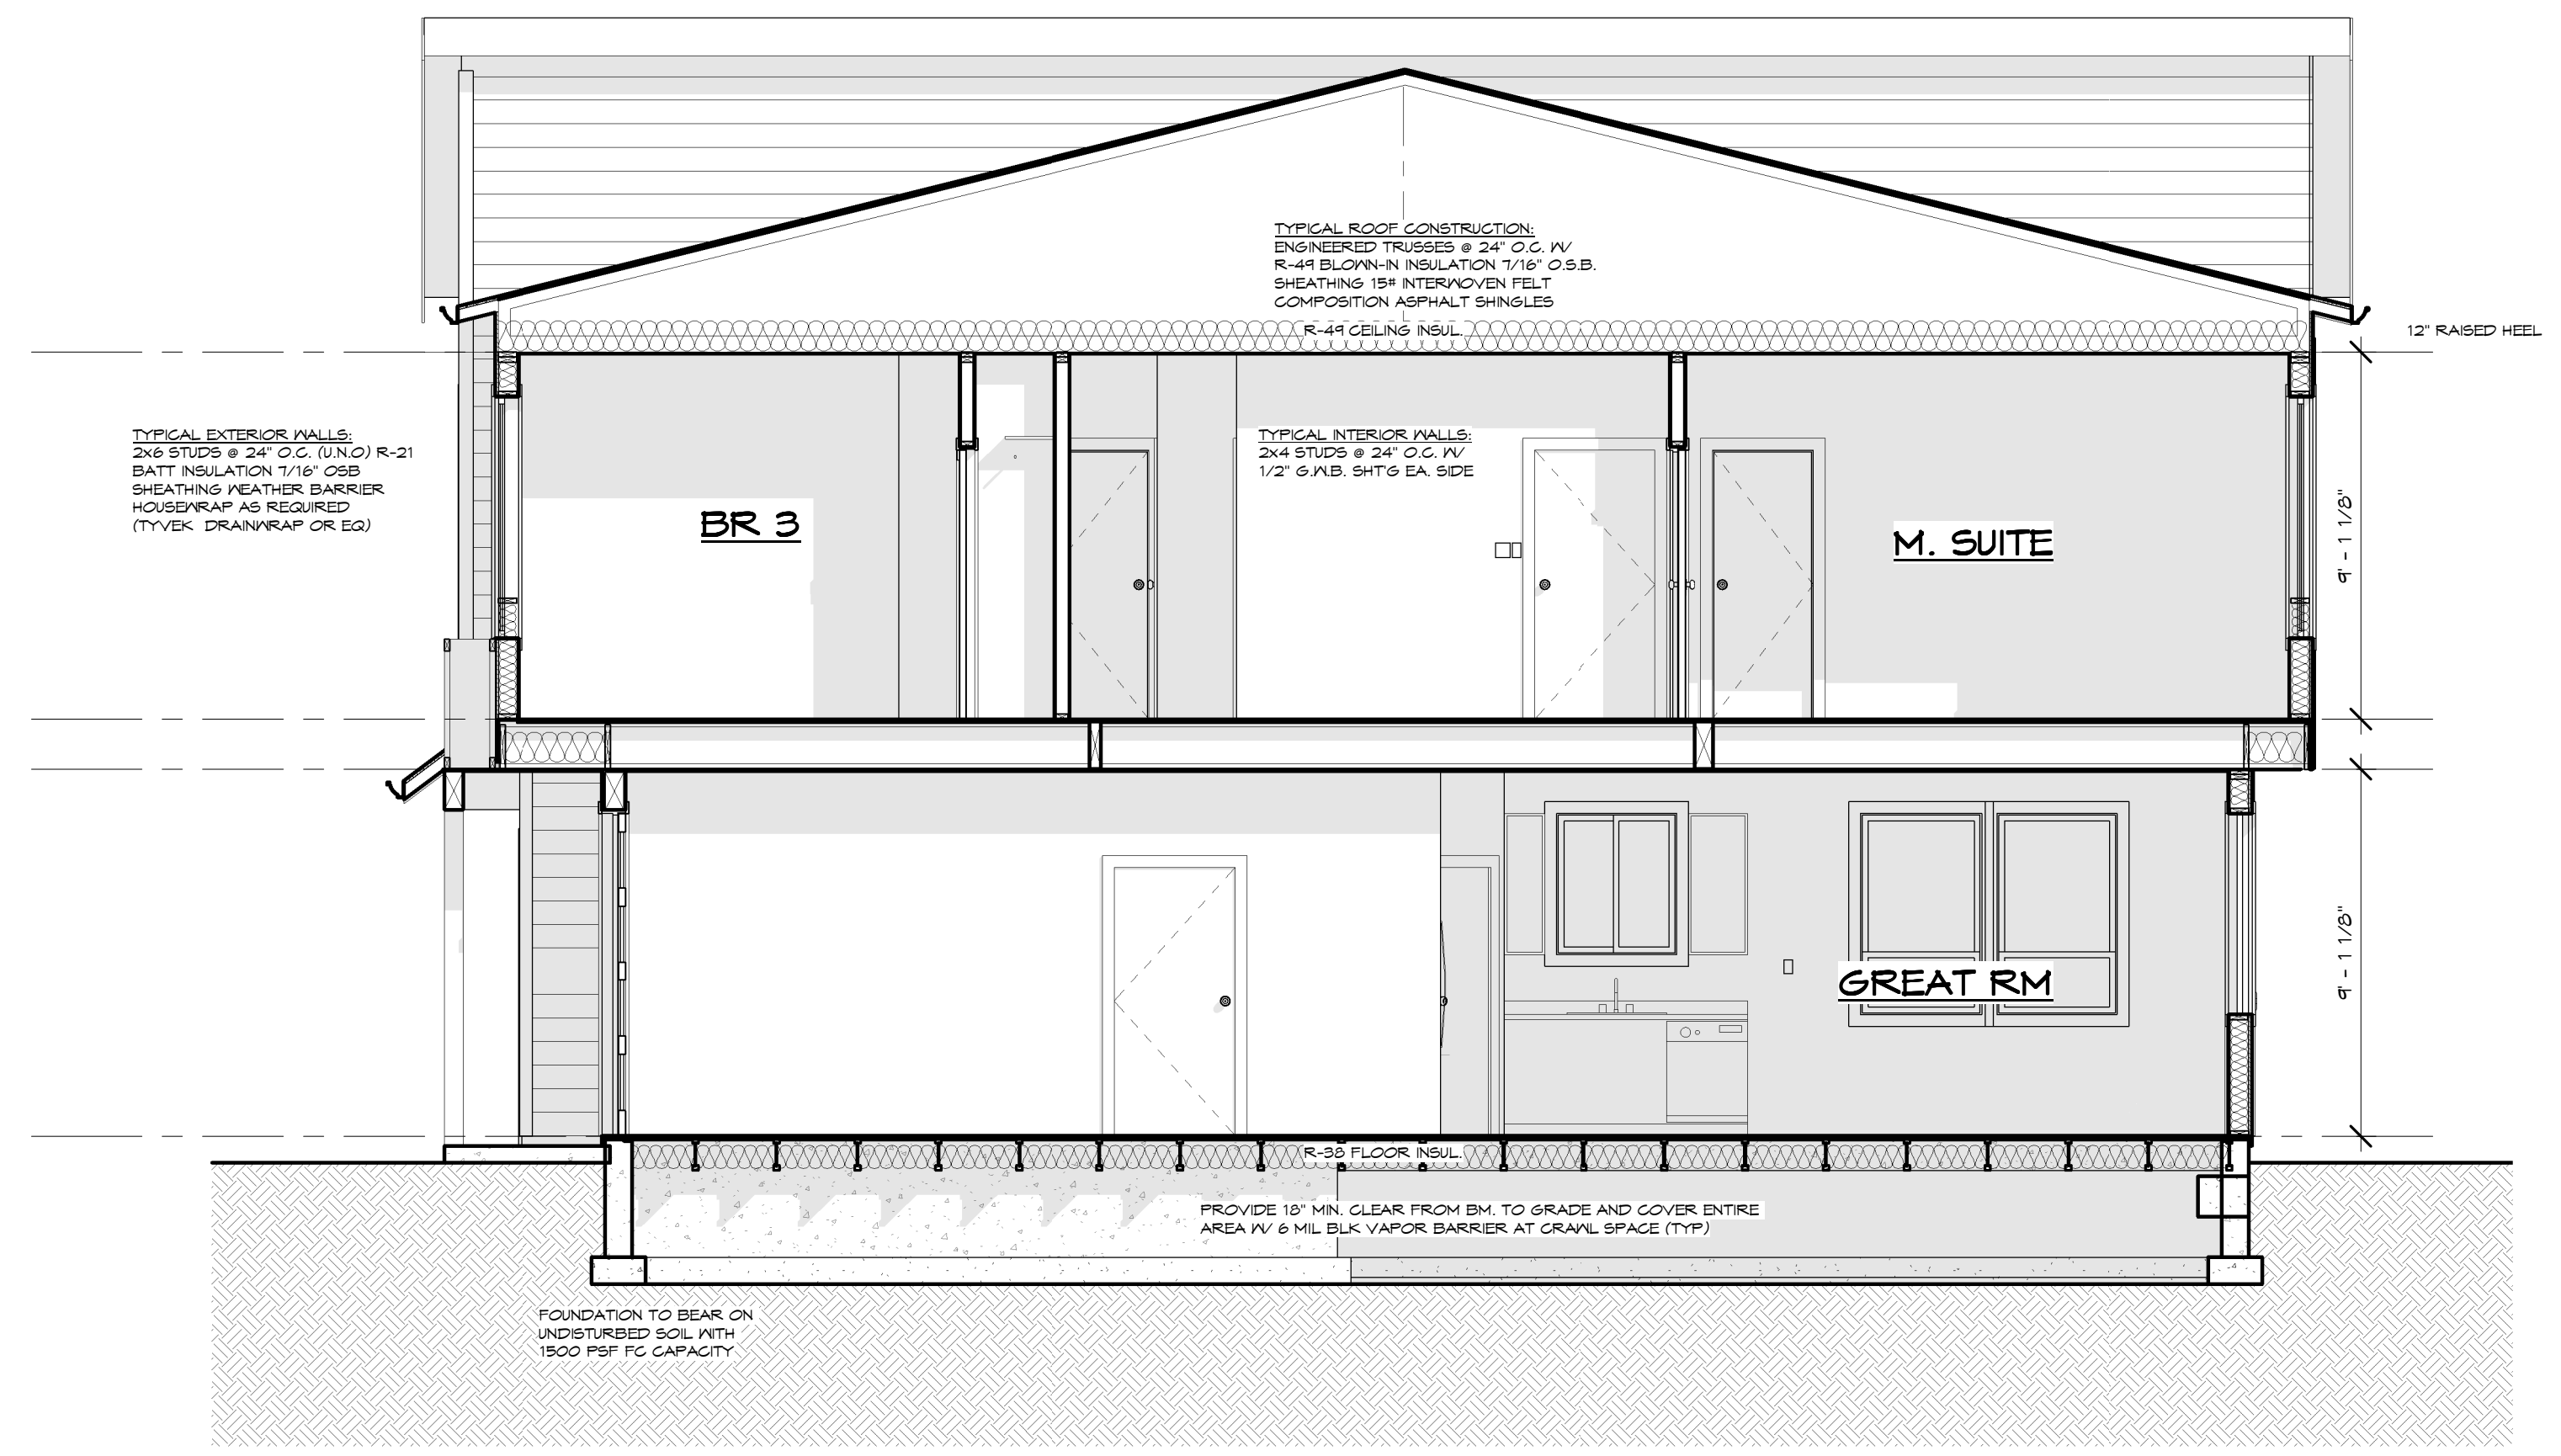 TYPICAL ROOF CONSTRUCTION:
ENGINEERED TRUSSES @ 24" O.C. W/
R-49 BLOWN-IN INSULATION 7/16" O.S.B.
SHEATHING 15# INTERWOVEN FELT
COMPOSITION ASPHALT SHINGLES
R-49 CEILING INSUL.
12" RAISED HEEL
TYPICAL EXTERIOR WALLS:
2x6 STUDS @ 24" O.C. (U.N.O) R-21
BATT INSULATION 7/16" OSB
SHEATHING WEATHER BARRIER
HOUSEWRAP AS REQUIRED
(TYVEK DRAINWRAP OR EQ)
TYPICAL INTERIOR WALLS:
2x4 STUDS @ 24" O.C. W/
1/2" G.W.B. SHT'G EA. SIDE
BR 3
M. SUITE
9' - 1 1/8"
GREAT RM
9' - 1 1/8"
R-38 FLOOR INSUL.
PROVIDE 18" MIN. CLEAR FROM BM. TO GRADE AND COVER ENTIRE
AREA W/ 6 MIL BLK VAPOR BARRIER AT CRAWL SPACE (TYP)
FOUNDATION TO BEAR ON
UNDISTURBED SOIL WITH
1500 PSF FC CAPACITY